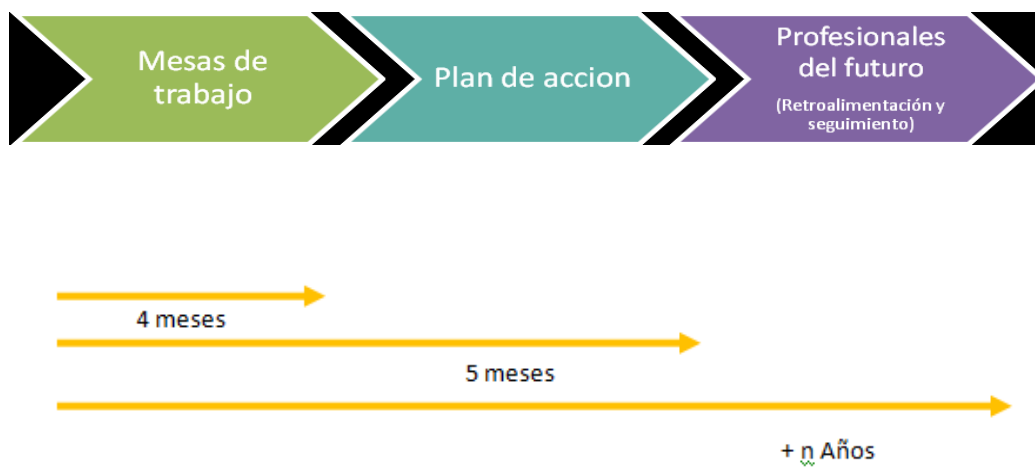 Mesas de
trabajo
Plan de accion
Profesionales
del futuro
(Retroalimentación y
seguimiento)
4 meses
5 meses
+ n Años